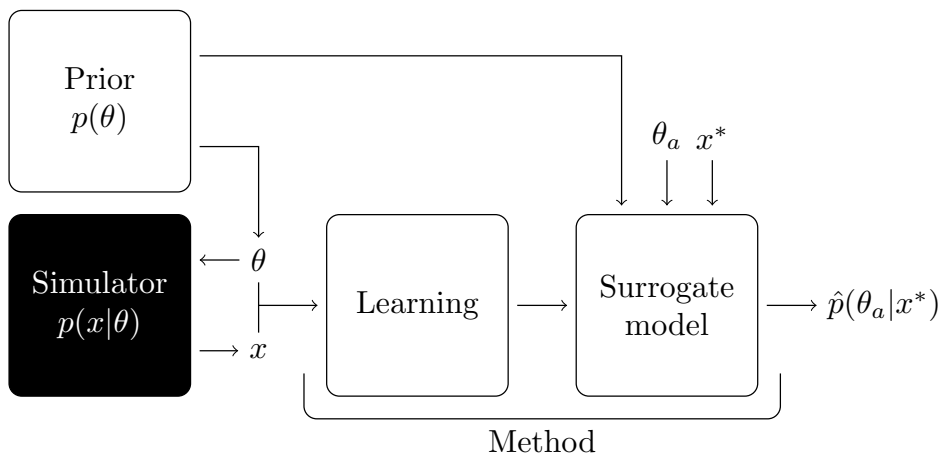 Prior
p(θ)
θ_a x*
Simulator
p(x|θ)
θ
x
Learning
Surrogate
model
p̂(θ_a|x*)
Method